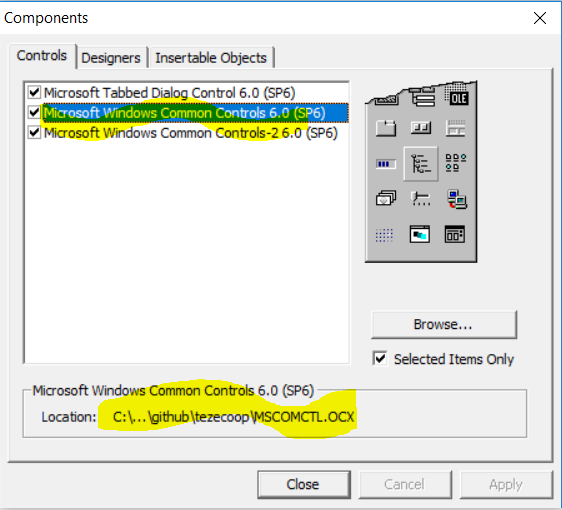 Components
Controls
Designers
Insertable Objects
Microsoft Tabbed Dialog Control 6.0 (SP6)
Microsoft Windows Common Controls 6.0 (SP6)
Microsoft Windows Common Controls-2 6.0 (SP6)
OLE
Browse...
Selected Items Only
Microsoft Windows Common Controls 6.0 (SP6)
Location: C:\...\github\tezecoop\MSCOMCTL.OCX
Close
Cancel
Apply